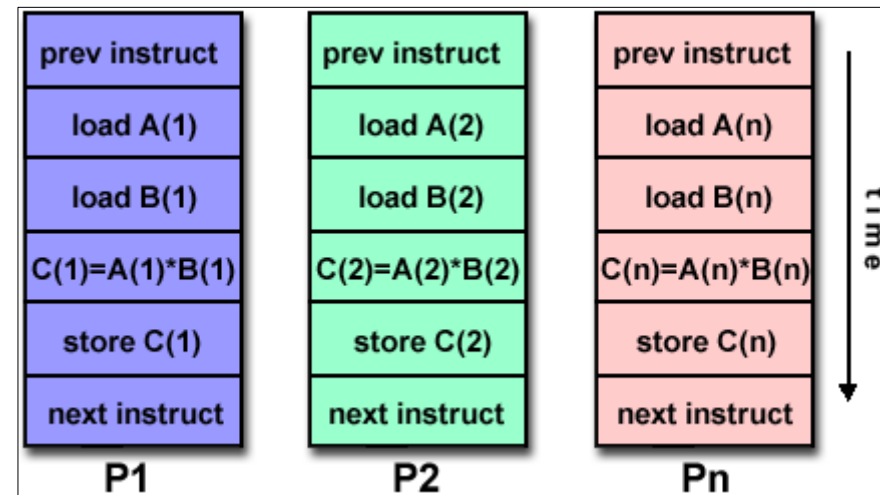 prev instruct
load A(1)
load B(1)
C(1)=A(1)*B(1)
store C(1)
next instruct
P1
prev instruct
load A(2)
load B(2)
C(2)=A(2)*B(2)
store C(2)
next instruct
P2
prev instruct
load A(n)
load B(n)
C(n)=A(n)*B(n)
store C(n)
next instruct
Pn
time